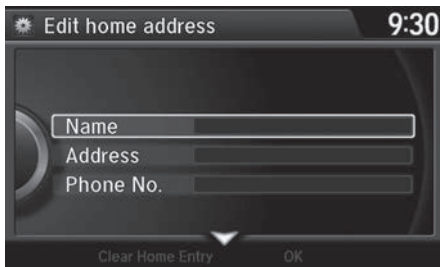 Edit home address
9:30
Name
Address
Phone No.
Clear Home Entry
OK